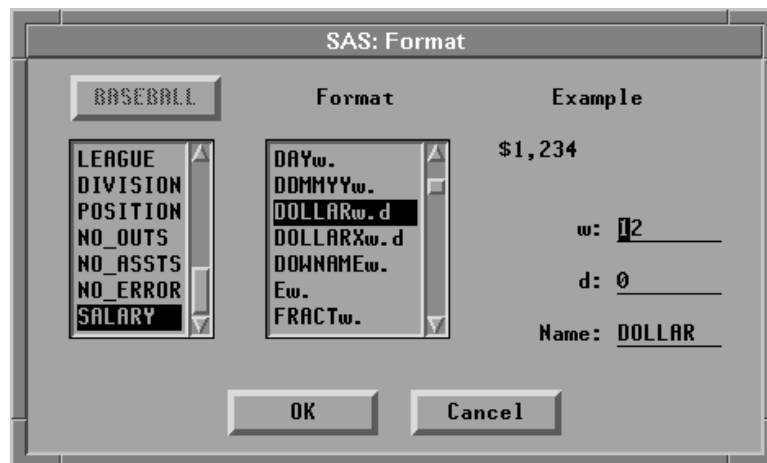 SAS: Format
BASEBALL
Format
Example
LEAGUE
DIVISION
POSITION
NO_OUTS
NO_ASSTS
NO_ERROR
SALARY
DAYw.
DDMMYYw.
DOLLARw.d
DOLLARXw.d
DOWNAMEw.
Ew.
FRACTw.
$1,234
w: 12
d: 0
Name: DOLLAR
OK
Cancel